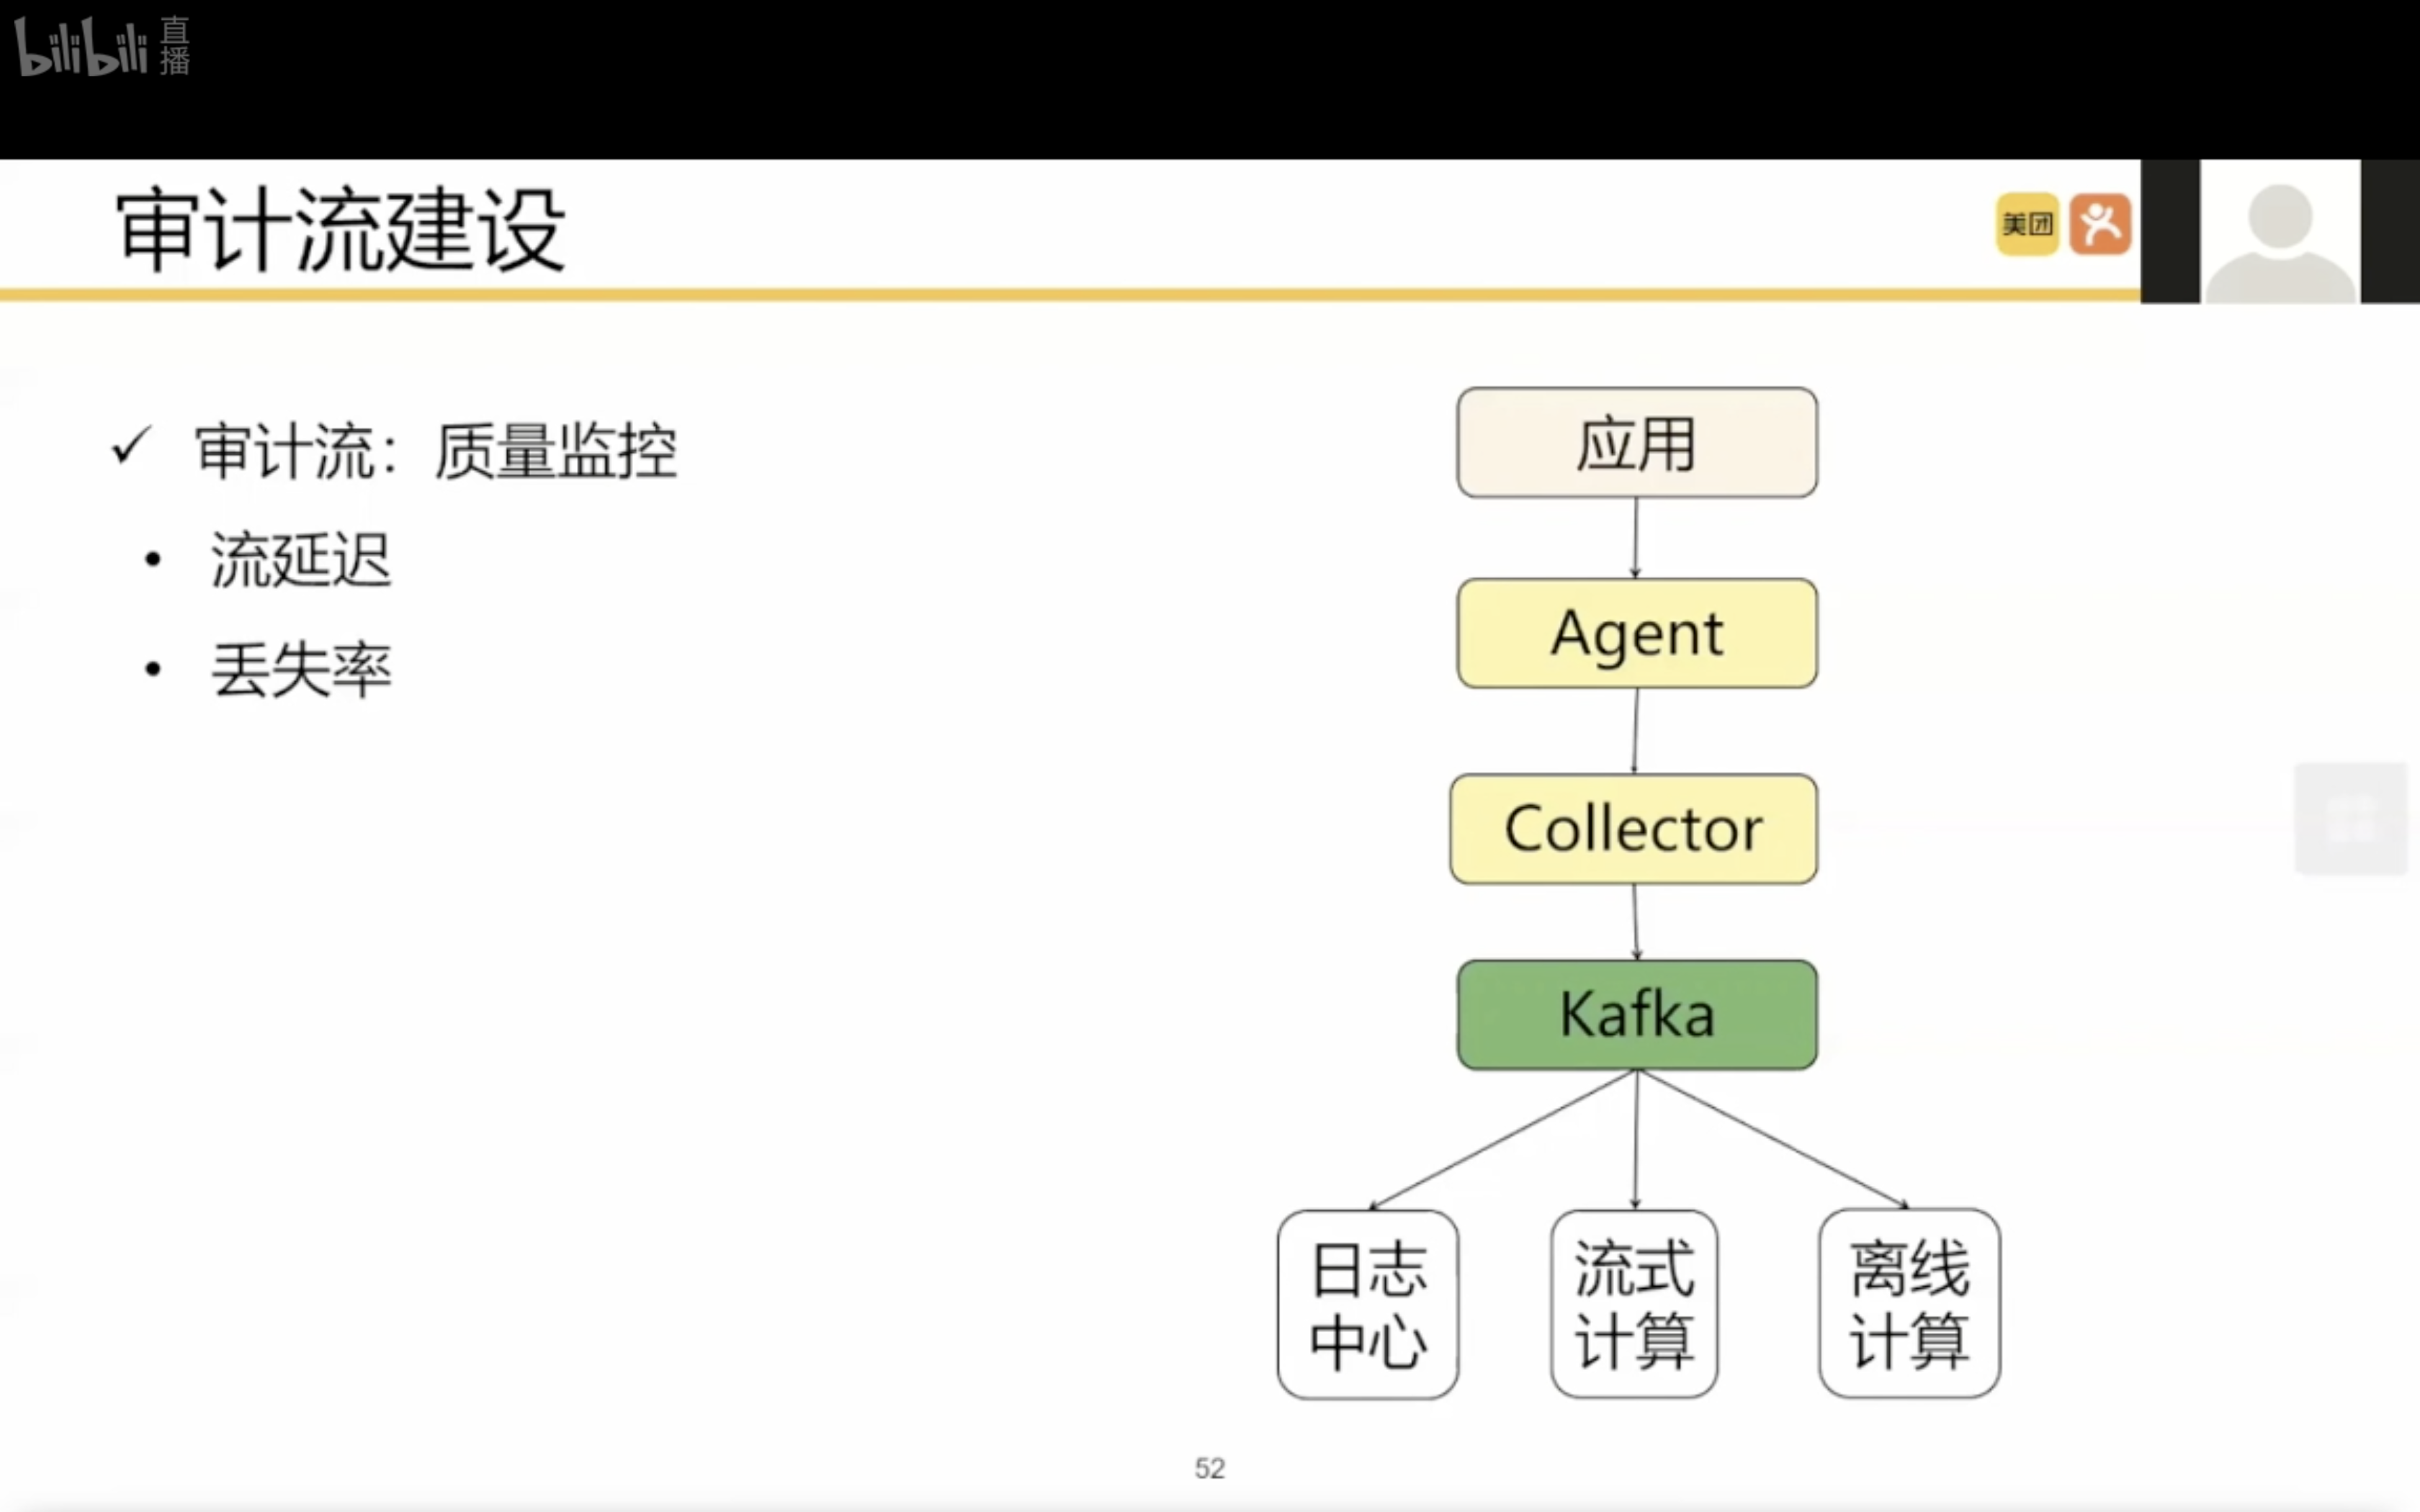 bilibili 直播
审计流建设
美团
✓ 审计流：质量监控
• 流延迟
• 丢失率
应用
Agent
Collector
Kafka
日志
中心
流式
计算
离线
计算
52